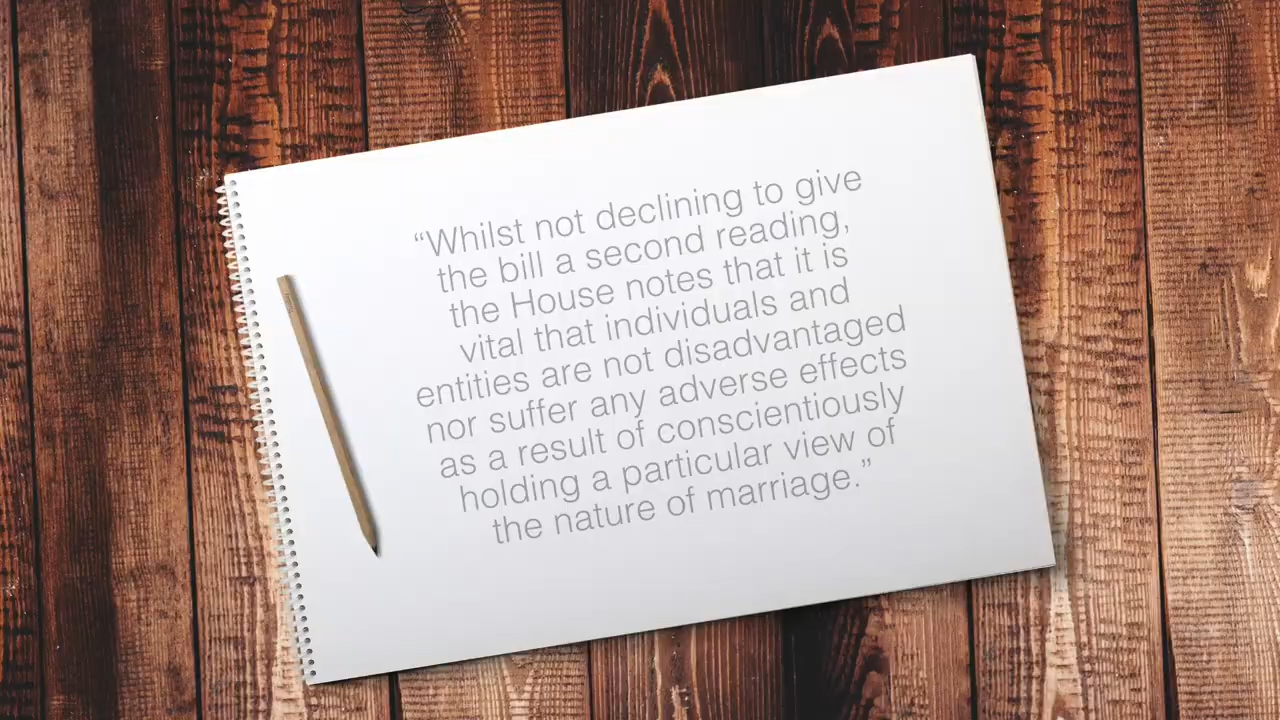 “Whilst not declining to give
the bill a second reading,
the House notes that it is
vital that individuals and
entities are not disadvantaged
nor suffer any adverse effects
as a result of conscientiously
holding a particular view of
the nature of marriage.”